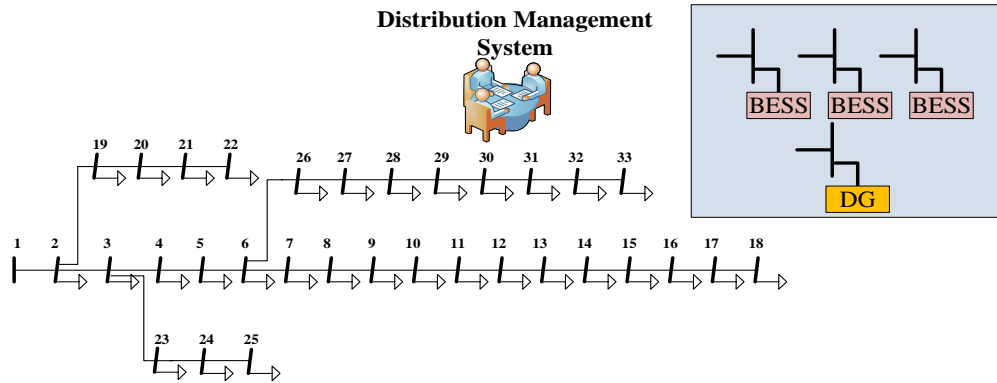 Distribution Management
System
BESS BESS BESS
DG
19 20 21 22
26 27 28 29 30 31 32 33
1 2 3 4 5 6 7 8 9 10 11 12 13 14 15 16 17 18
23 24 25